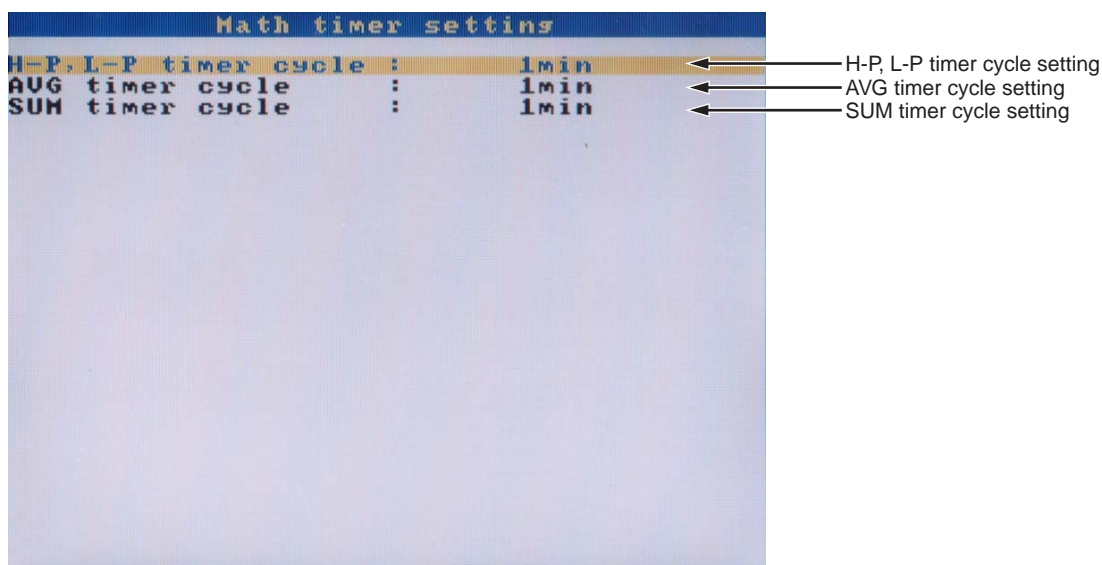 Math timer setting
H-P,L-P timer cycle : 1min
AVG timer cycle : 1min
SUM timer cycle : 1min
H-P, L-P timer cycle setting
AVG timer cycle setting
SUM timer cycle setting